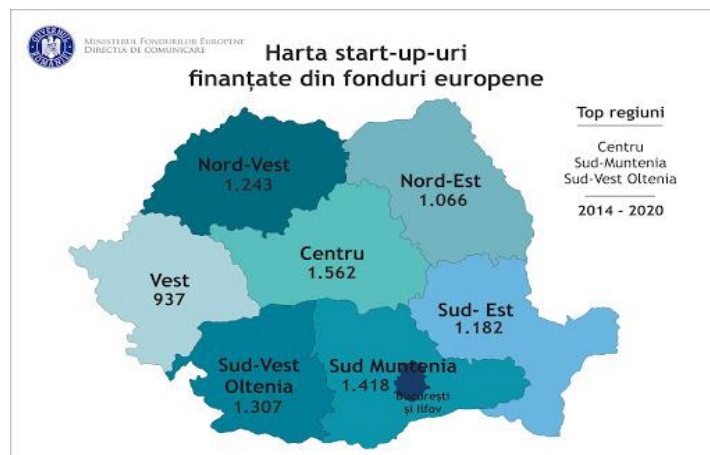 MINISTERUL FONDURILOR EUROPENE
DIRECȚIA DE COMUNICARE
GUVERNUL
ROMÂNIEI
Harta start-up-uri
finanțate din fonduri europene
Top regiuni
Centru
Sud-Muntenia
Sud-Vest Oltenia
2014 - 2020
Nord-Vest
1.243
Nord-Est
1.066
Centru
1.562
Vest
937
Sud- Est
1.182
Sud-Vest
Oltenia
1.307
Sud Muntenia
1.418
București
și Ilfov